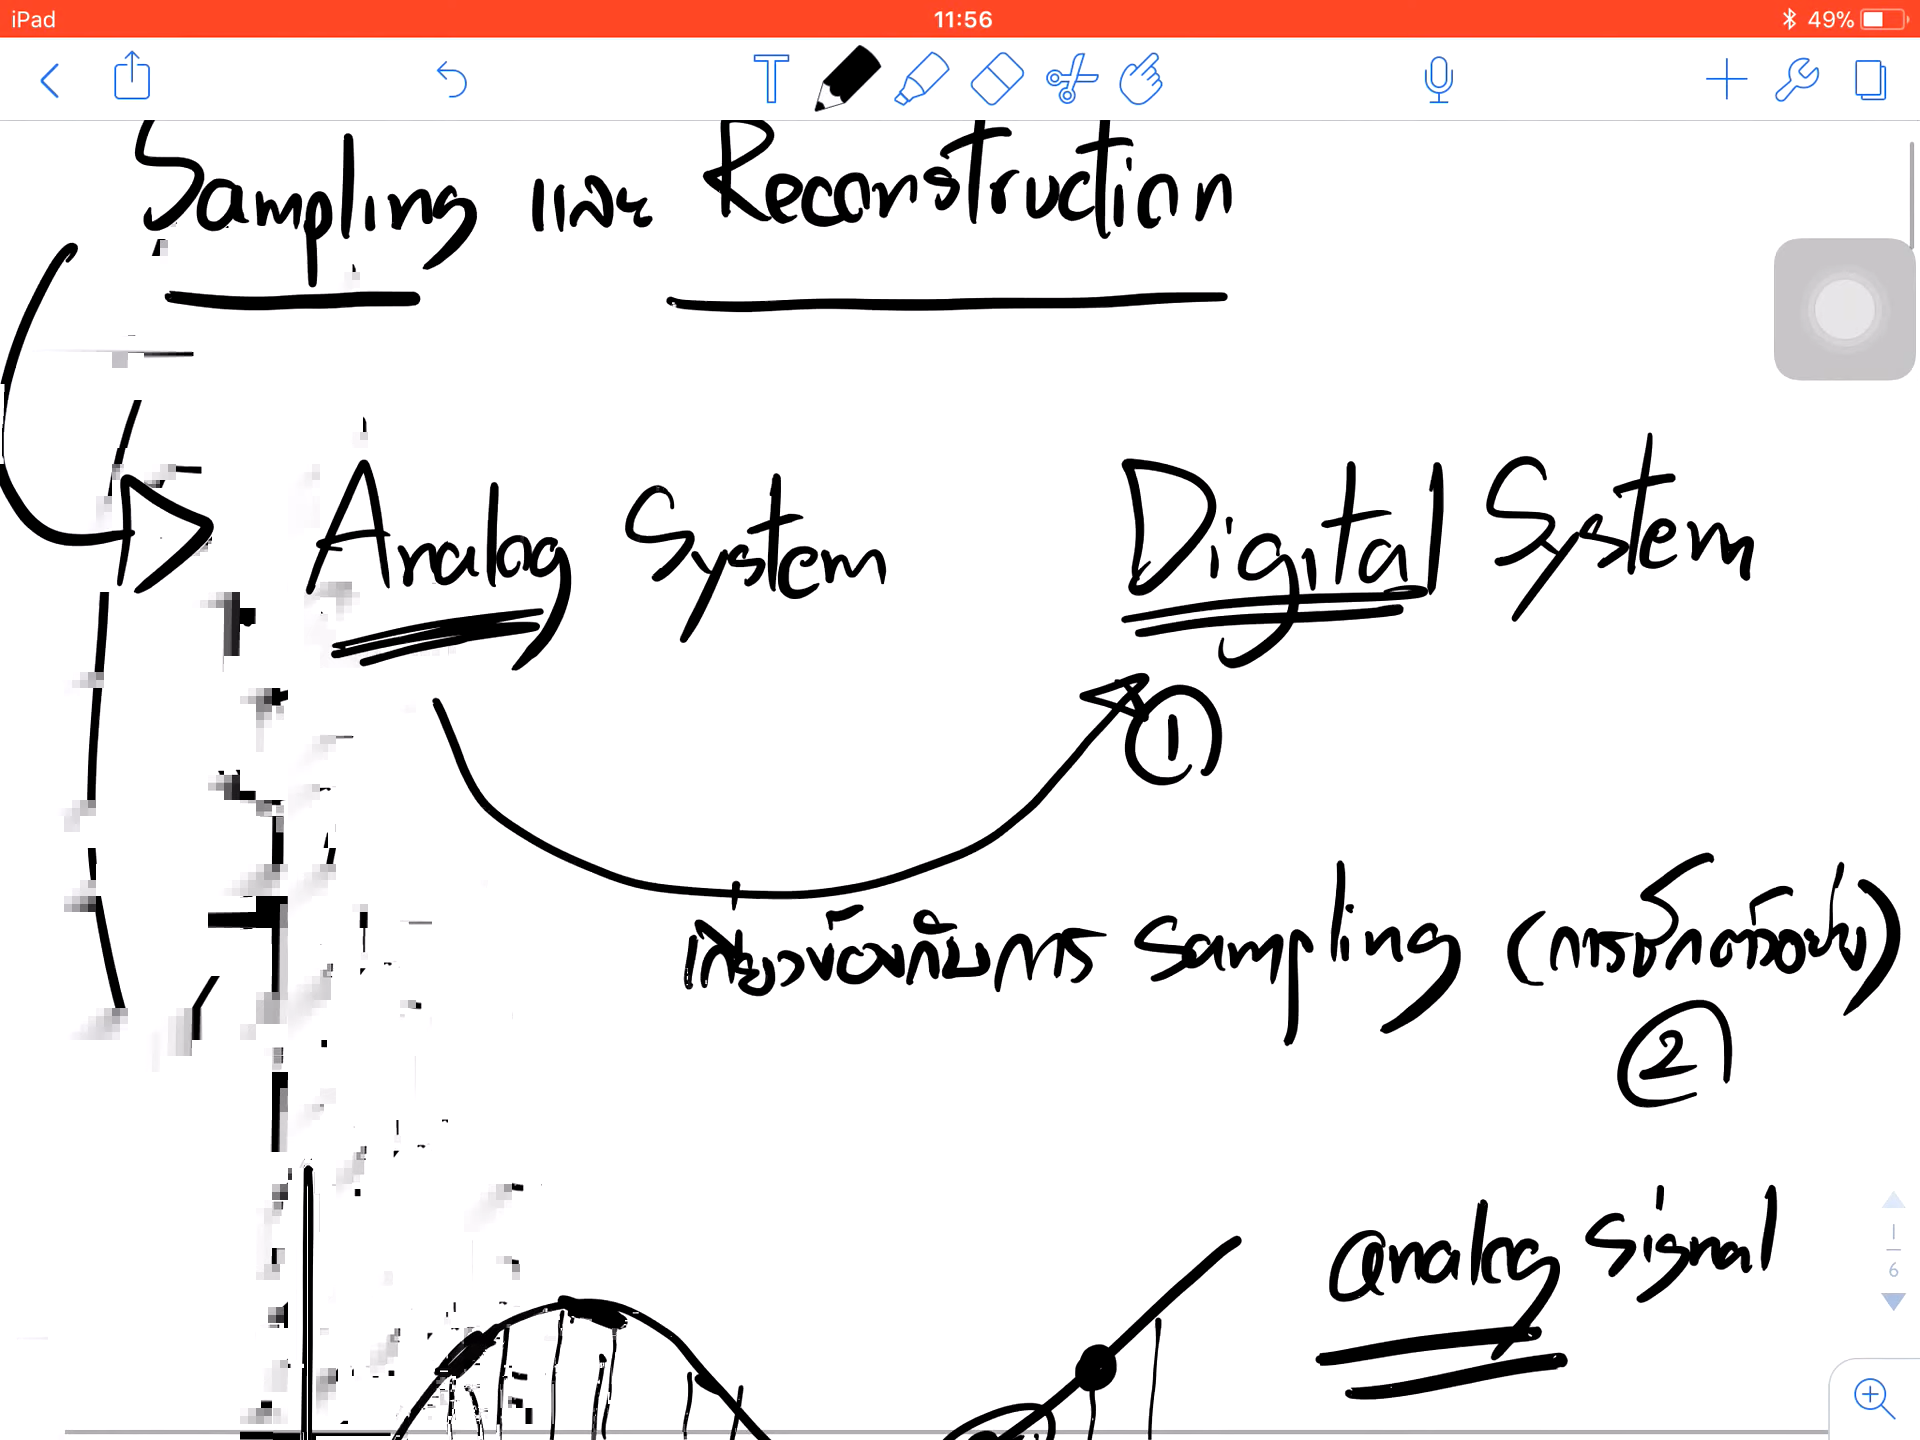 iPad 11:56 49%
Sampling และ Reconstruction
Analog System Digital System
1
เกี่ยวข้องกับการ Sampling (การชักตัวอย่าง)
2
analog signal
1
6